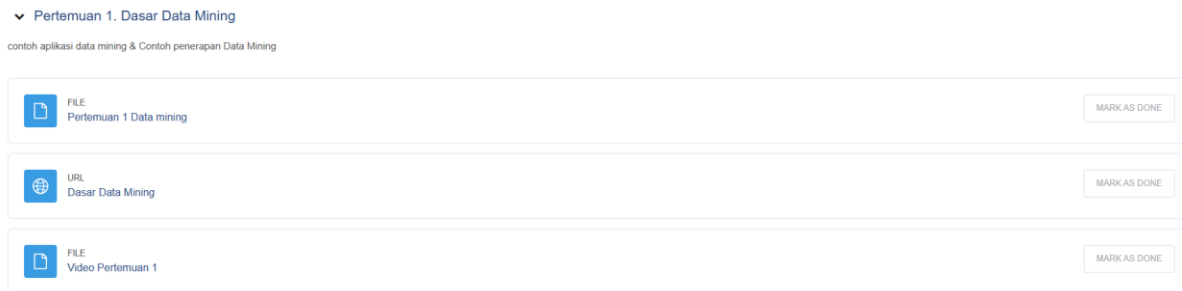 Pertemuan 1. Dasar Data Mining
contoh aplikasi data mining & Contoh penerapan Data Mining
FILE
Pertemuan 1 Data mining
MARK AS DONE
URL
Dasar Data Mining
MARK AS DONE
FILE
Video Pertemuan 1
MARK AS DONE